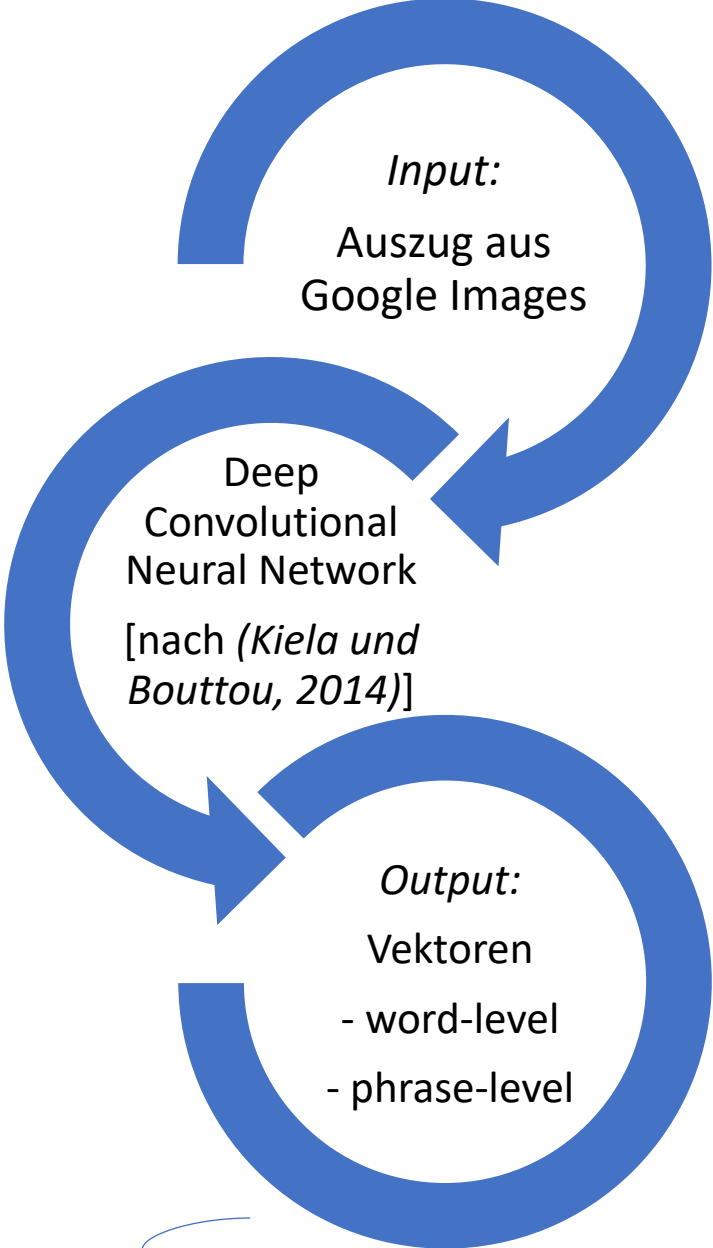 Input:
Auszug aus
Google Images
Deep
Convolutional
Neural Network
[nach (Kiela und
Bouttou, 2014)]
Output:
Vektoren
- word-level
- phrase-level